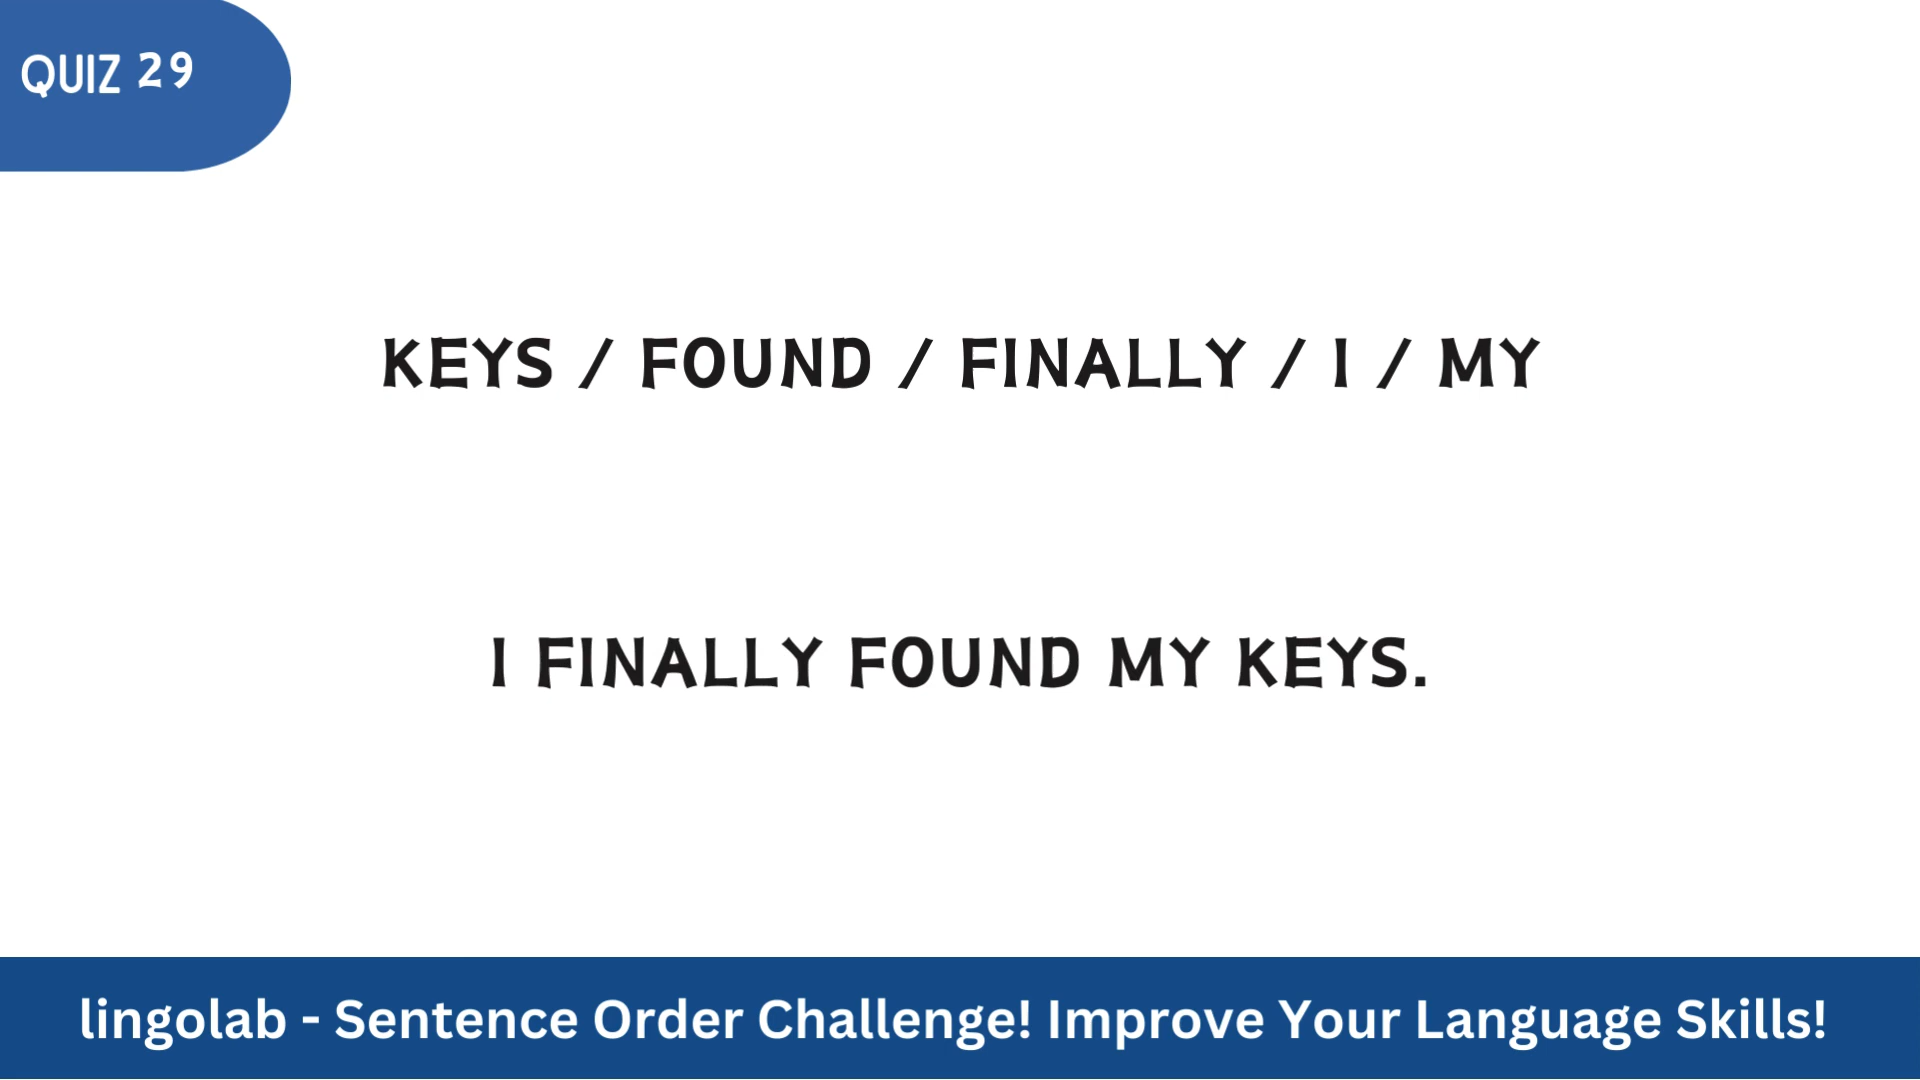 QUIZ 29
KEYS / FOUND / FINALLY / I / MY
I FINALLY FOUND MY KEYS.
lingolab - Sentence Order Challenge! Improve Your Language Skills!